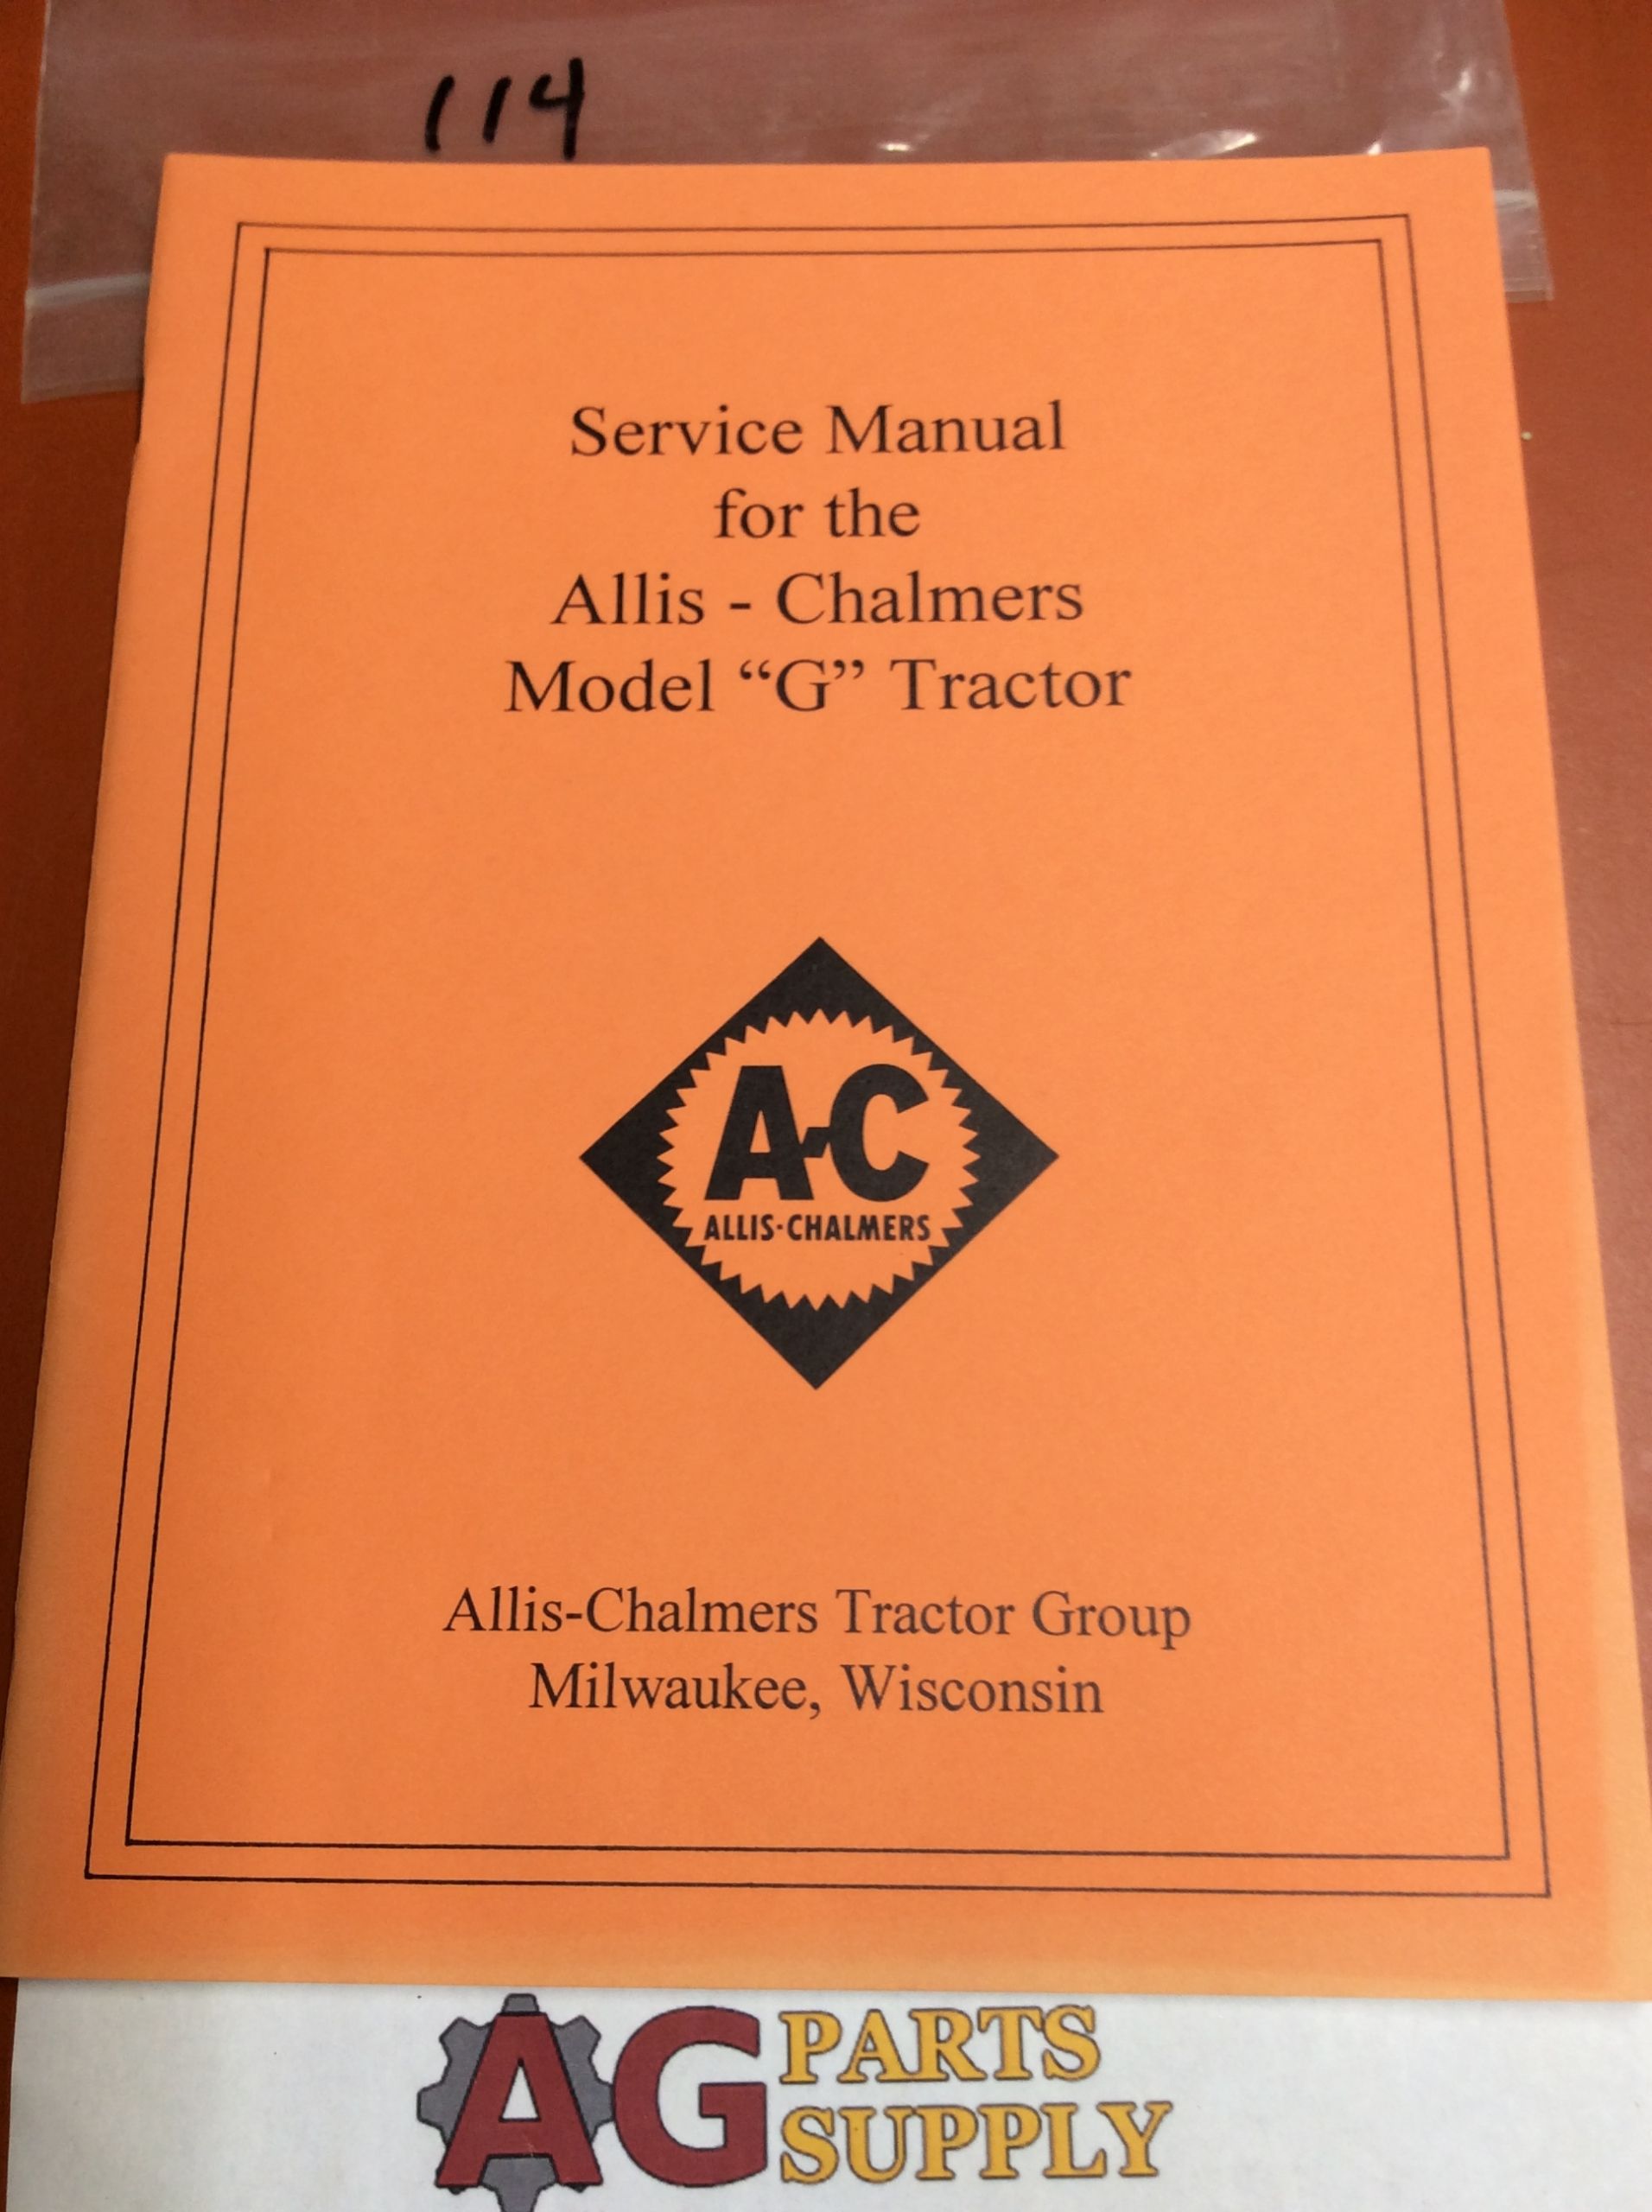 114
Service Manual
for the
Allis - Chalmers
Model “G” Tractor
A-C
ALLIS-CHALMERS
Allis-Chalmers Tractor Group
Milwaukee, Wisconsin
AG PARTS
SUPPLY